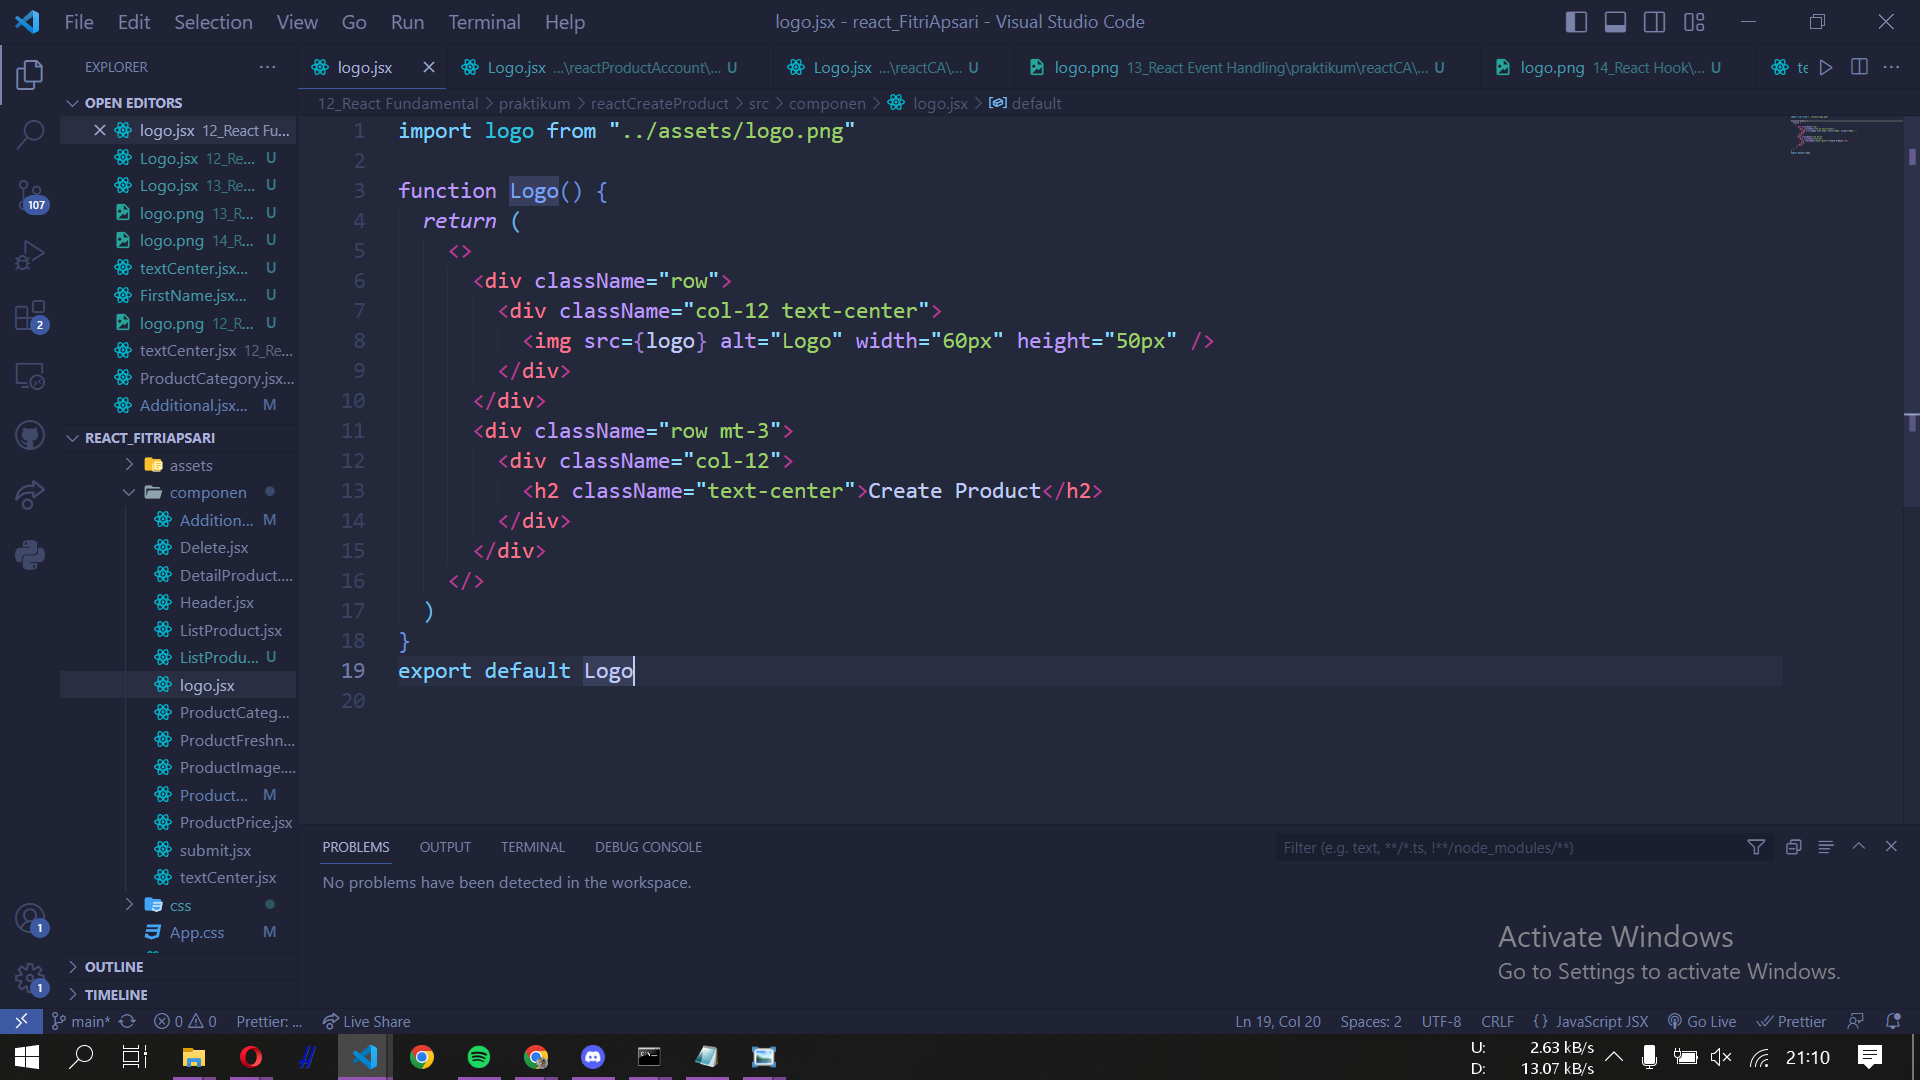 File Edit Selection View Go Run Terminal Help
logo.jsx - react_FitriApsari - Visual Studio Code
EXPLORER
logo.jsx
Logo.jsx ...\reactProductAccount\... U
Logo.jsx ...\reactCA\... U
logo.png 13_React Event Handling\praktikum\reactCA\... U
logo.png 14_React Hook\... U
te
OPEN EDITORS
logo.jsx 12_React Fu...
Logo.jsx 12_Re... U
Logo.jsx 13_Re... U
logo.png 13_R... U
logo.png 14_R... U
textCenter.jsx... U
FirstName.jsx... U
logo.png 12_R... U
textCenter.jsx 12_Re...
ProductCategory.jsx...
Additional.jsx... M
REACT_FITRIAPSARI
assets
componen
Addition... M
Delete.jsx
DetailProduct....
Header.jsx
ListProduct.jsx
ListProdu... U
logo.jsx
ProductCateg...
ProductFreshn...
ProductImage....
Product... M
ProductPrice.jsx
submit.jsx
textCenter.jsx
css
App.css M
OUTLINE
TIMELINE
107
2
1
1
12_React Fundamental > praktikum > reactCreateProduct > src > componen > logo.jsx > default
1 import logo from "../assets/logo.png"
2
3 function Logo() {
4 return (
5 <>
6 <div className="row">
7 <div className="col-12 text-center">
8 <img src={logo} alt="Logo" width="60px" height="50px" />
9 </div>
10 </div>
11 <div className="row mt-3">
12 <div className="col-12">
13 <h2 className="text-center">Create Product</h2>
14 </div>
15 </div>
16 </>
17 )
18 }
19 export default Logo
20
PROBLEMS OUTPUT TERMINAL DEBUG CONSOLE
Filter (e.g. text, **/*.ts, !**/node_modules/**)
No problems have been detected in the workspace.
Activate Windows
Go to Settings to activate Windows.
main* 0 0 Prettier: ... Live Share
Ln 19, Col 20 Spaces: 2 UTF-8 CRLF {} JavaScript JSX Go Live Prettier
U: 2.63 kB/s
D: 13.07 kB/s
21:10